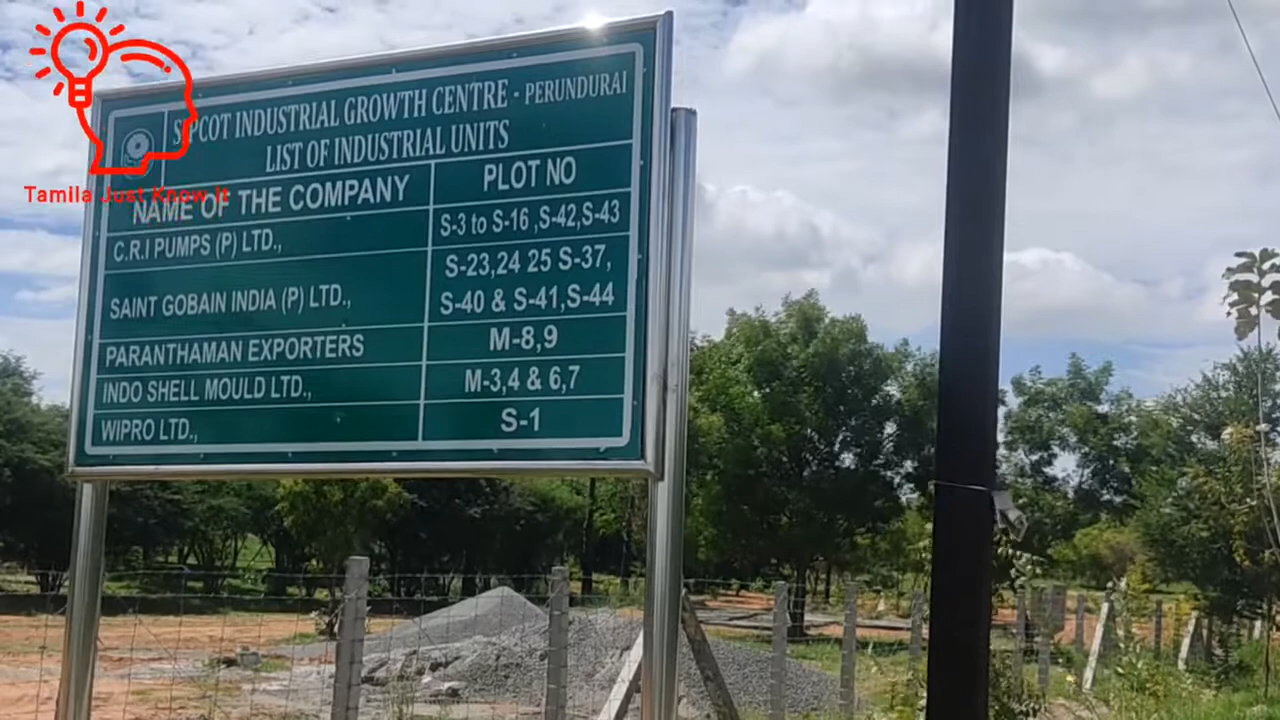 SIPCOT INDUSTRIAL GROWTH CENTRE - PERUNDURAI
LIST OF INDUSTRIAL UNITS
NAME OF THE COMPANY PLOT NO
C.R.I PUMPS (P) LTD., S-3 to S-16 ,S-42,S-43
SAINT GOBAIN INDIA (P) LTD., S-23,24 25 S-37,
S-40 & S-41,S-44
PARANTHAMAN EXPORTERS M-8,9
INDO SHELL MOULD LTD., M-3,4 & 6,7
WIPRO LTD., S-1
Tamila Just Know It